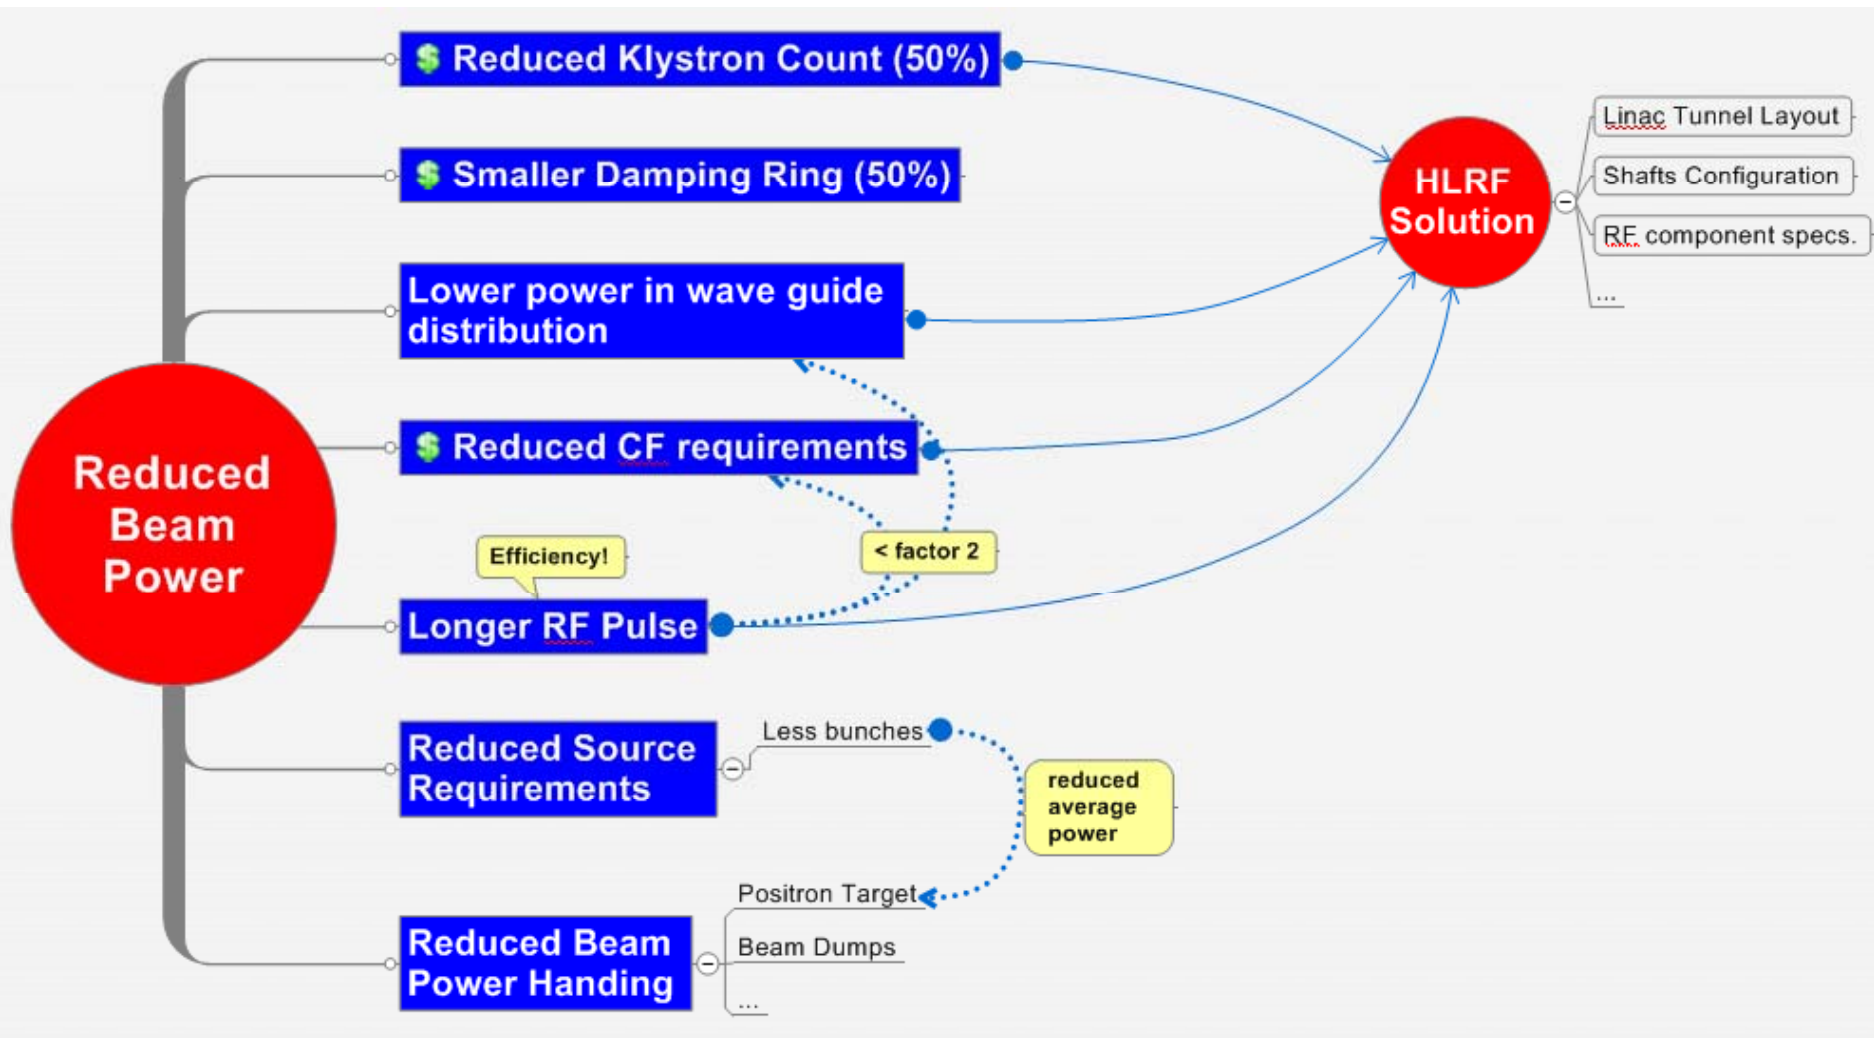 $ Reduced Klystron Count (50%)
$ Smaller Damping Ring (50%)
Lower power in wave guide
distribution
$ Reduced CF requirements
Efficiency!
< factor 2
Longer RF Pulse
Reduced
Beam
Power
HLRF
Solution
Linac Tunnel Layout
Shafts Configuration
RF component specs.
...
Reduced Source
Requirements
Less bunches
reduced
average
power
Reduced Beam
Power Handing
Positron Target
Beam Dumps
...